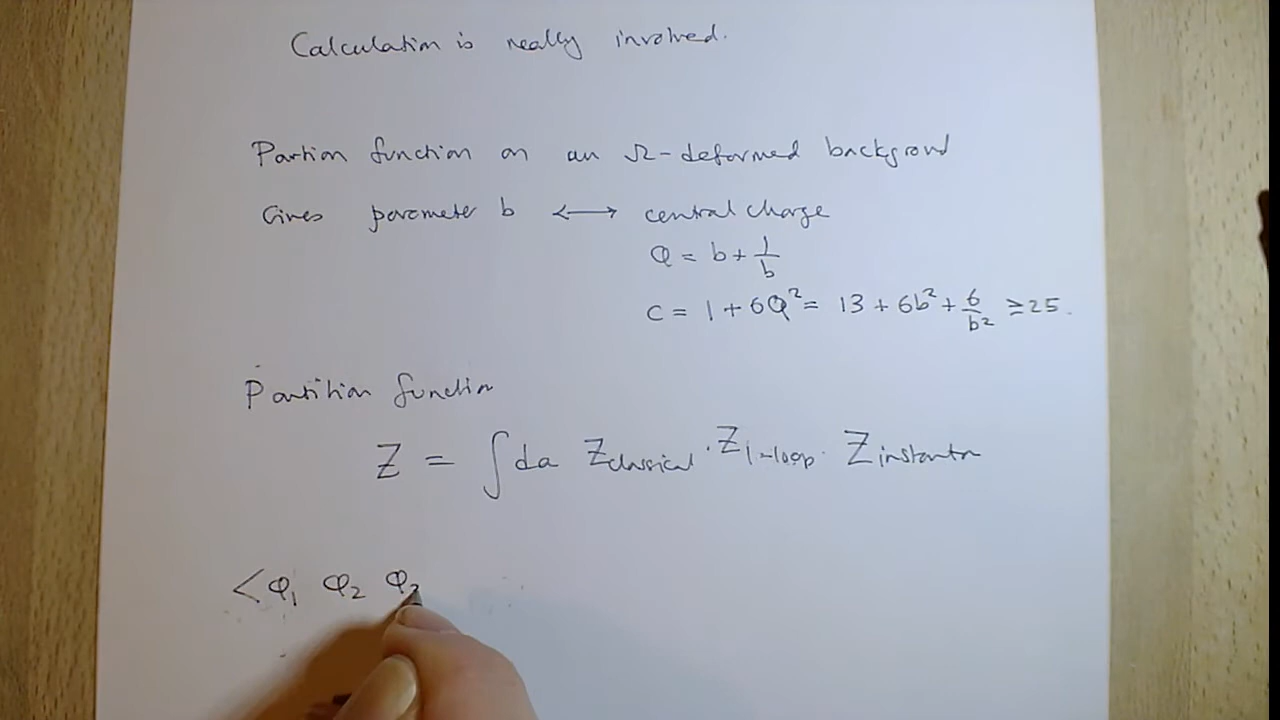 Calculation is really involved.
Partion function on an Ω-deformed backgrond
Gives parameter b ⟷ central charge
Q = b + 1/b
c = 1 + 6Q² = 13 + 6b² + 6/b² ≥ 25.
Partition function
Z = ∫ da Z_classical · Z_1-loop · Z_instanton
< φ₁ φ₂ φ₃